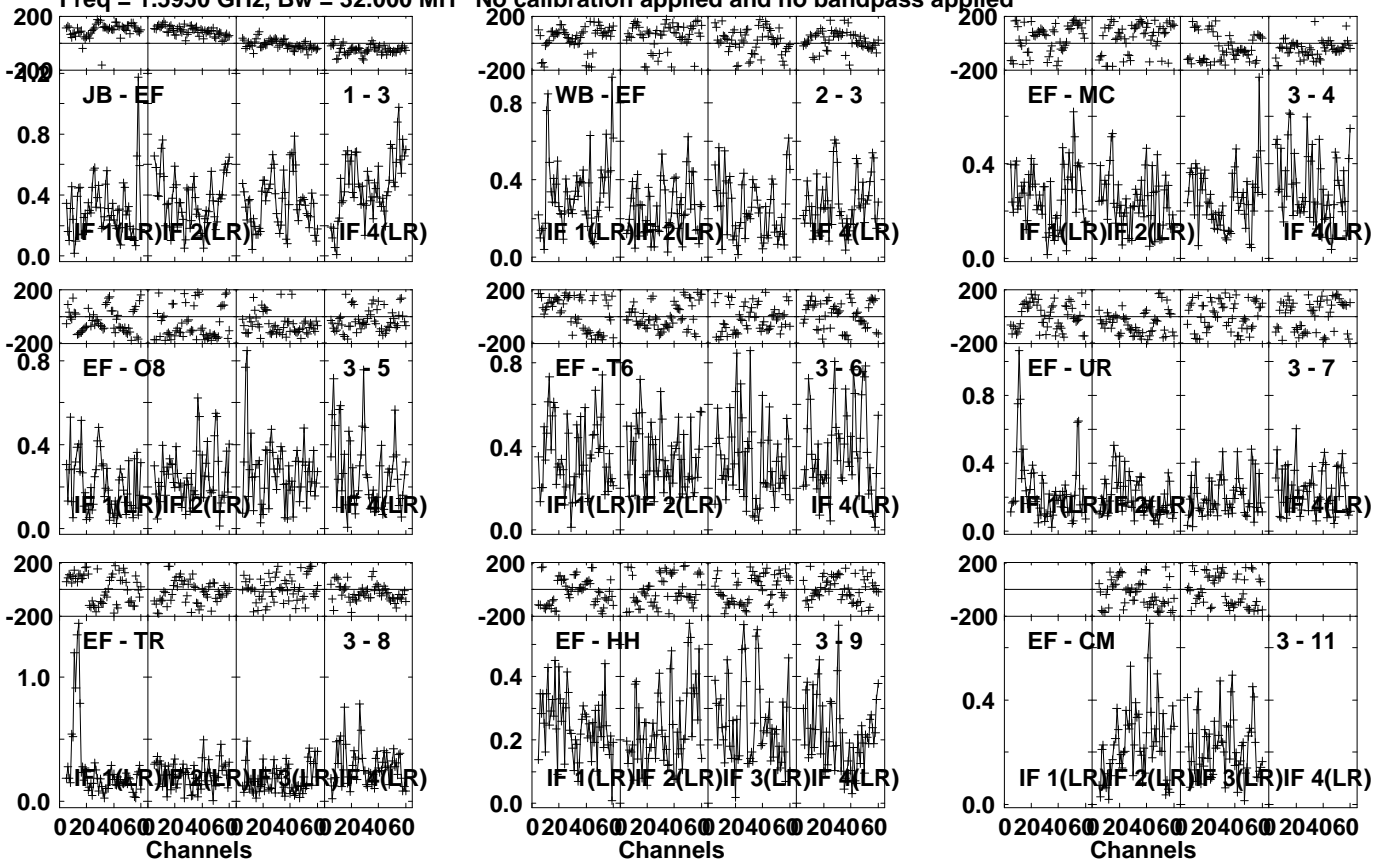 Freq = 1.5950 GHz, Bw = 32.000 MH No calibration applied and no bandpass applied
200 200 200
-200 -200 -200
1.2
JB - EF 1 - 3 WB - EF 2 - 3 EF - MC 3 - 4
0.8 0.8
0.8 0.4 0.4
0.4
IF 1(LR) IF 2(LR) IF 4(LR) IF 1(LR) IF 2(LR) IF 4(LR) IF 1(LR) IF 2(LR) IF 4(LR)
0.0 0.0 0.0
200 200 200
-200 -200 -200
0.8 0.8
EF - O8 3 - 5 EF - T6 3 - 6 EF - UR 3 - 7
0.8
0.4 0.4 0.4
IF 1(LR) IF 2(LR) IF 4(LR) IF 1(LR) IF 2(LR) IF 4(LR) IF 1(LR) IF 2(LR) IF 4(LR)
0.0 0.0 0.0
200 200 200
-200 -200 -200
EF - TR 3 - 8 EF - HH 3 - 9 EF - CM 3 - 11
1.0 0.4 0.4
0.2
IF 1(LR) IF 2(LR) IF 3(LR) IF 4(LR) IF 1(LR) IF 2(LR) IF 3(LR) IF 4(LR) IF 1(LR) IF 2(LR) IF 3(LR) IF 4(LR)
0.0 0.0 0.0
0 20 40 60 0 20 40 60 0 20 40 60 0 20 40 60 0 20 40 60 0 20 40 60 0 20 40 60 0 20 40 60 0 20 40 60 0 20 40 60 0 20 40 60 0 20 40 60
Channels Channels Channels